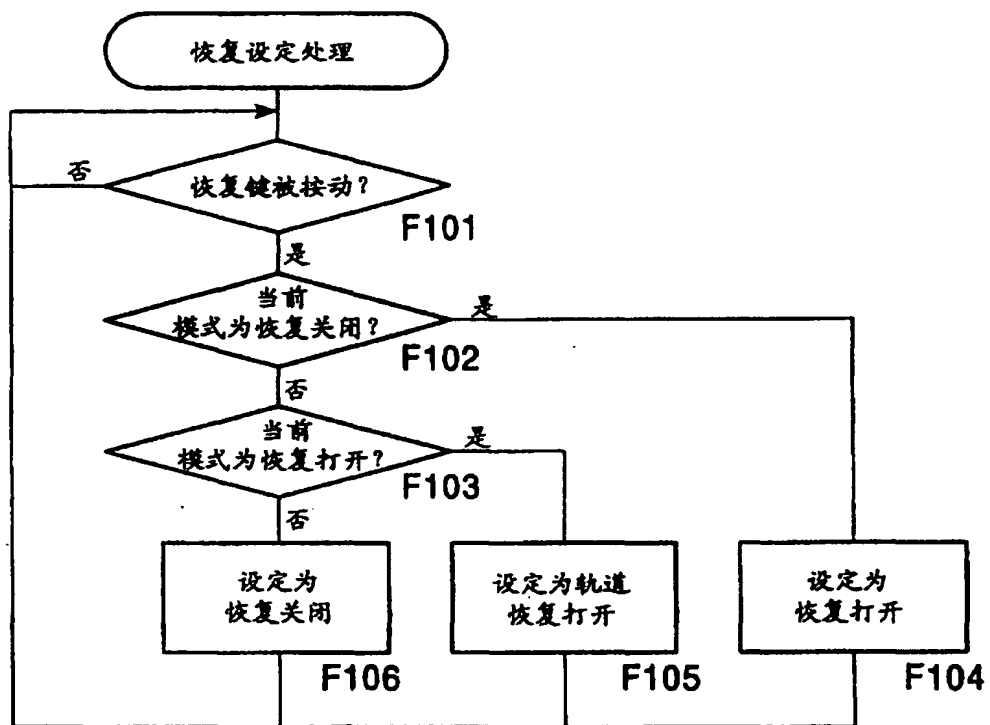 恢复设定处理
否
恢复键被按动？
F101
是
当前
模式为恢复关闭？
是
F102
否
当前
模式为恢复打开？
是
F103
否
设定为
恢复关闭
F106
设定为轨道
恢复打开
F105
设定为
恢复打开
F104